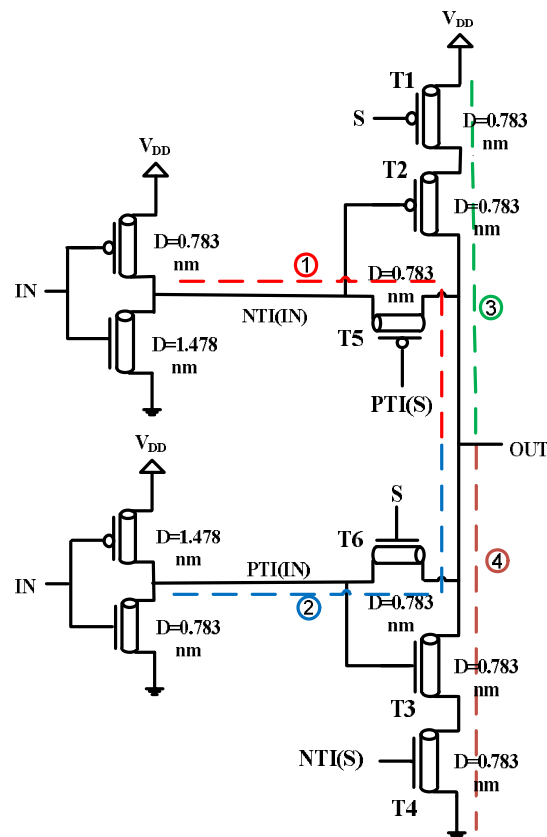 VDD
T1
S
D=0.783
nm
T2
VDD
D=0.783
nm
D=0.783
nm
IN
1
D=0.783
nm
NTI(IN)
T5
3
D=1.478
nm
PTI(S)
VDD
OUT
D=1.478
nm
S
T6
IN
PTI(IN)
4
2
D=0.783
nm
D=0.783
nm
D=0.783
nm
T3
NTI(S)
D=0.783
nm
T4